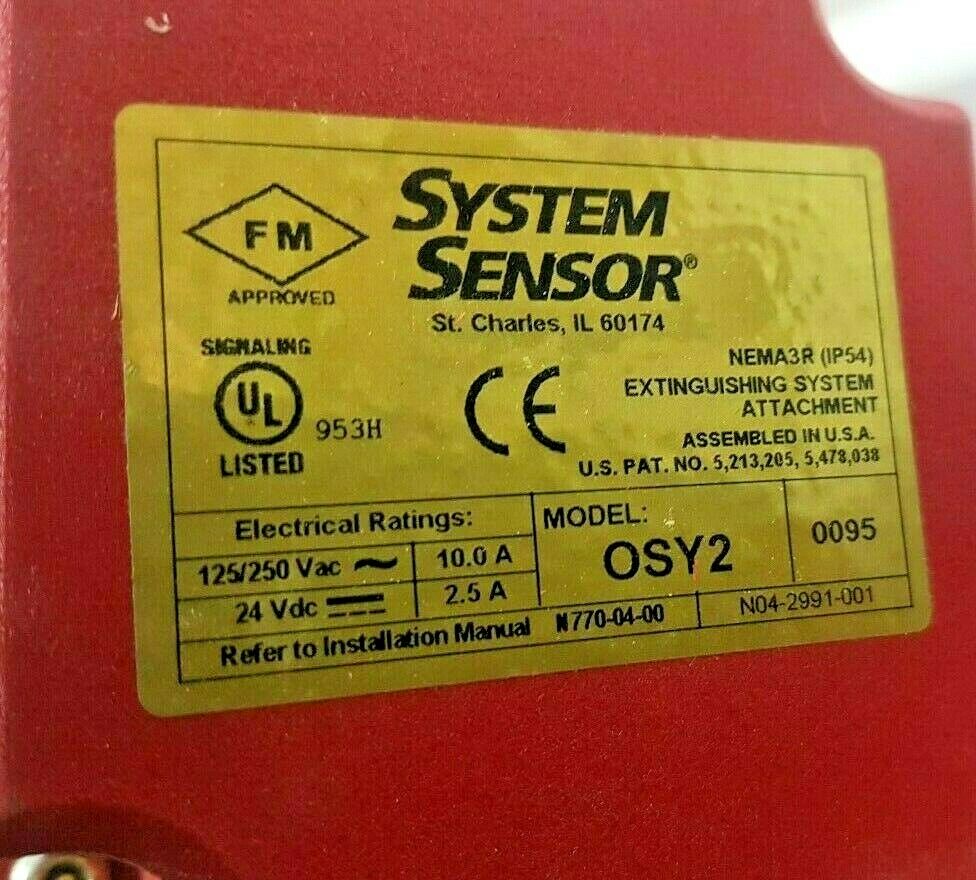 FM
APPROVED
SYSTEM
SENSOR®
St. Charles, IL 60174
SIGNALING
UL
953H
LISTED
CE
NEMA3R (IP54)
EXTINGUISHING SYSTEM
ATTACHMENT
ASSEMBLED IN U.S.A.
U.S. PAT. NO. 5,213,205, 5,478,038
Electrical Ratings:
125/250 Vac 10.0 A
24 Vdc 2.5 A
MODEL:
OSY2
0095
Refer to Installation Manual N770-04-00
N04-2991-001